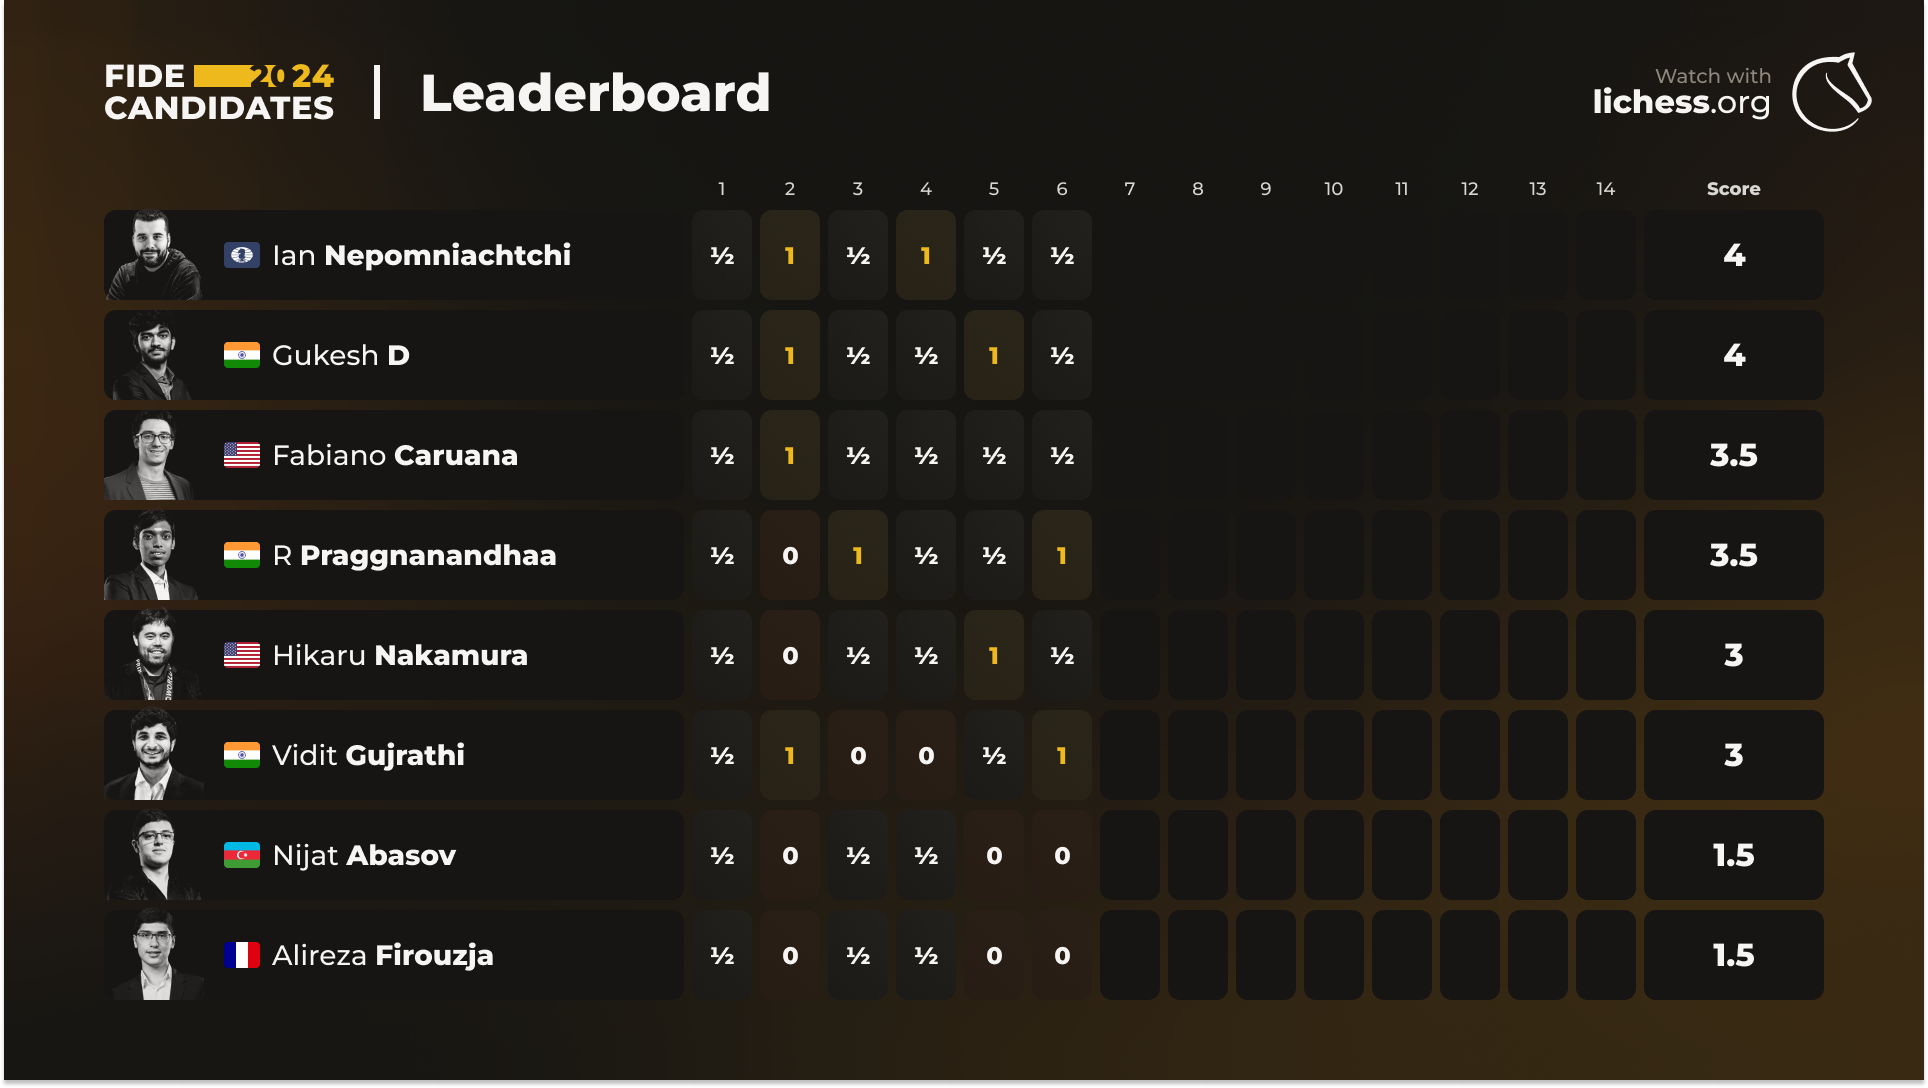 FIDE 2024
CANDIDATES
Leaderboard
Watch with
lichess.org
1 2 3 4 5 6 7 8 9 10 11 12 13 14 Score
Ian Nepomniachtchi ½ 1 ½ 1 ½ ½ 4
Gukesh D ½ 1 ½ ½ 1 ½ 4
Fabiano Caruana ½ 1 ½ ½ ½ ½ 3.5
R Praggnanandhaa ½ 0 1 ½ ½ 1 3.5
Hikaru Nakamura ½ 0 ½ ½ 1 ½ 3
Vidit Gujrathi ½ 1 0 0 ½ 1 3
Nijat Abasov ½ 0 ½ ½ 0 0 1.5
Alireza Firouzja ½ 0 ½ ½ 0 0 1.5